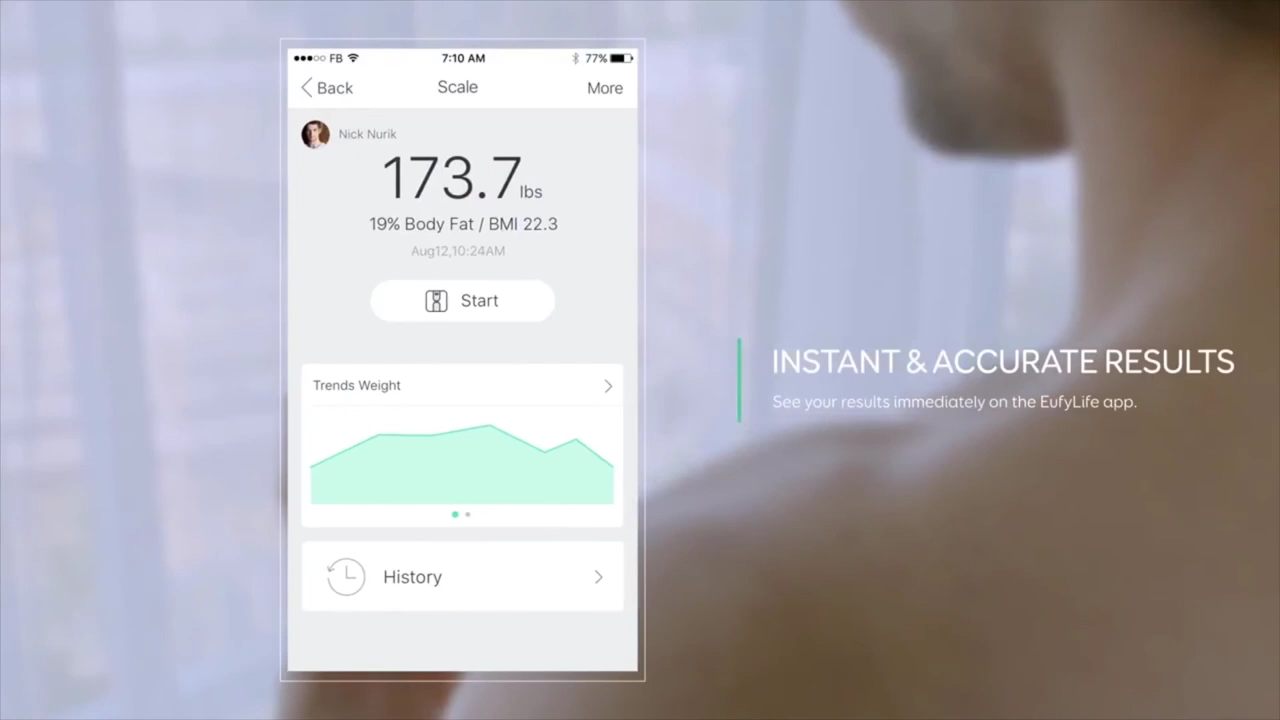 FB 7:10 AM 77%
Back Scale More
Nick Nurik
173.7 lbs
19% Body Fat / BMI 22.3
Aug12,10:24AM
Start
Trends Weight
History
INSTANT & ACCURATE RESULTS
See your results immediately on the EufyLife app.